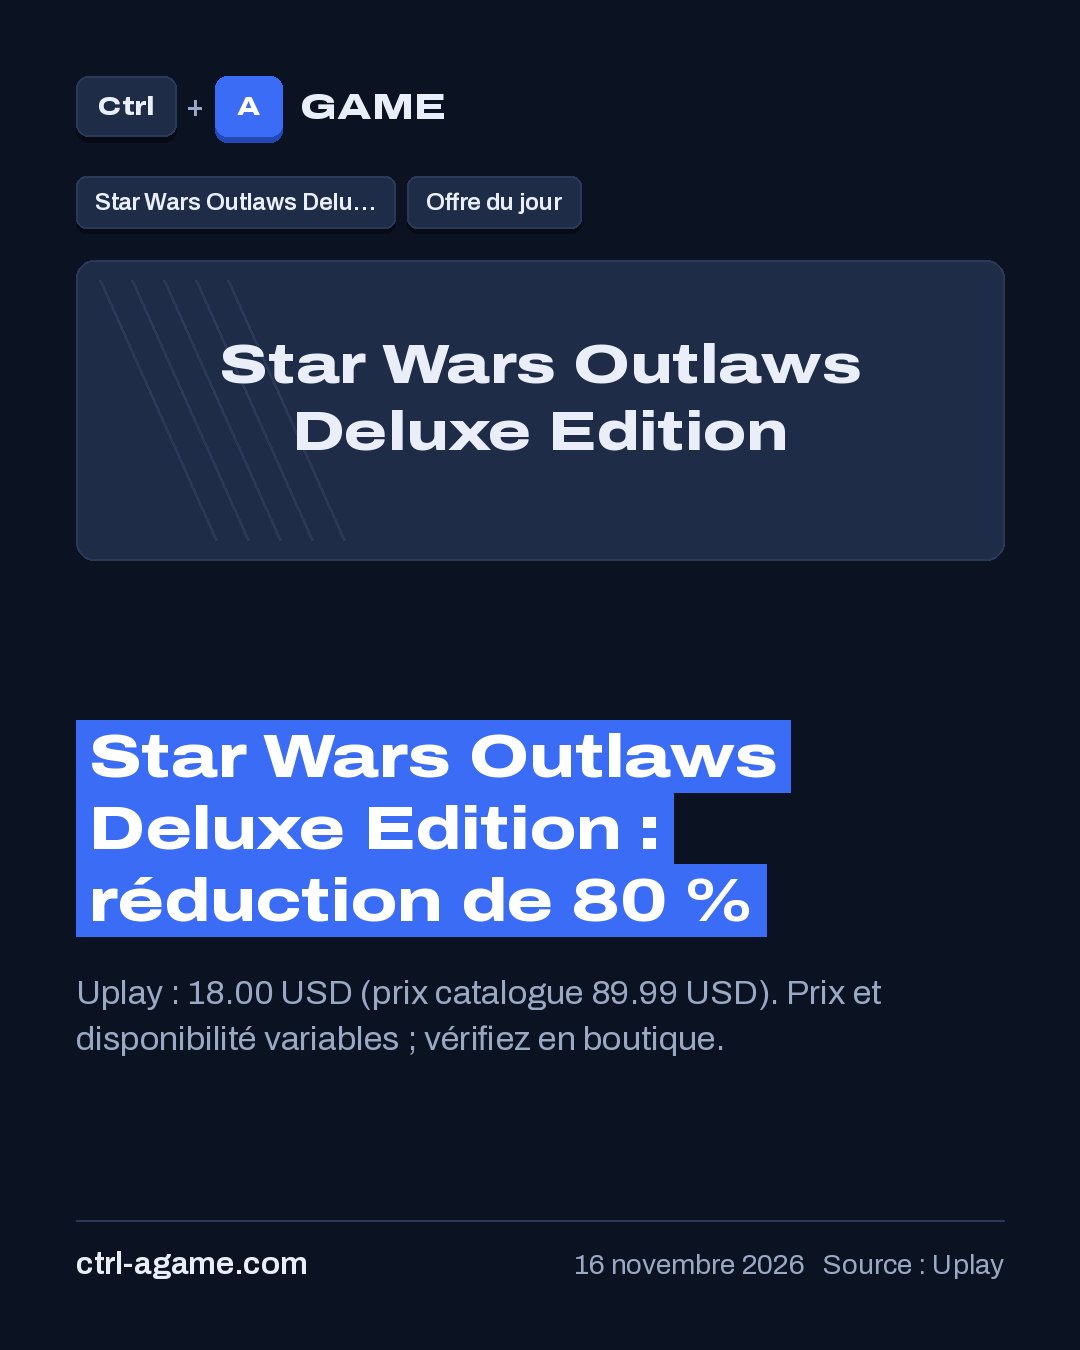 Ctrl + A GAME
Star Wars Outlaws Delu… Offre du jour
Star Wars Outlaws
Deluxe Edition
Star Wars Outlaws
Deluxe Edition :
réduction de 80 %
Uplay : 18.00 USD (prix catalogue 89.99 USD). Prix et
disponibilité variables ; vérifiez en boutique.
ctrl-agame.com 16 novembre 2026 Source : Uplay